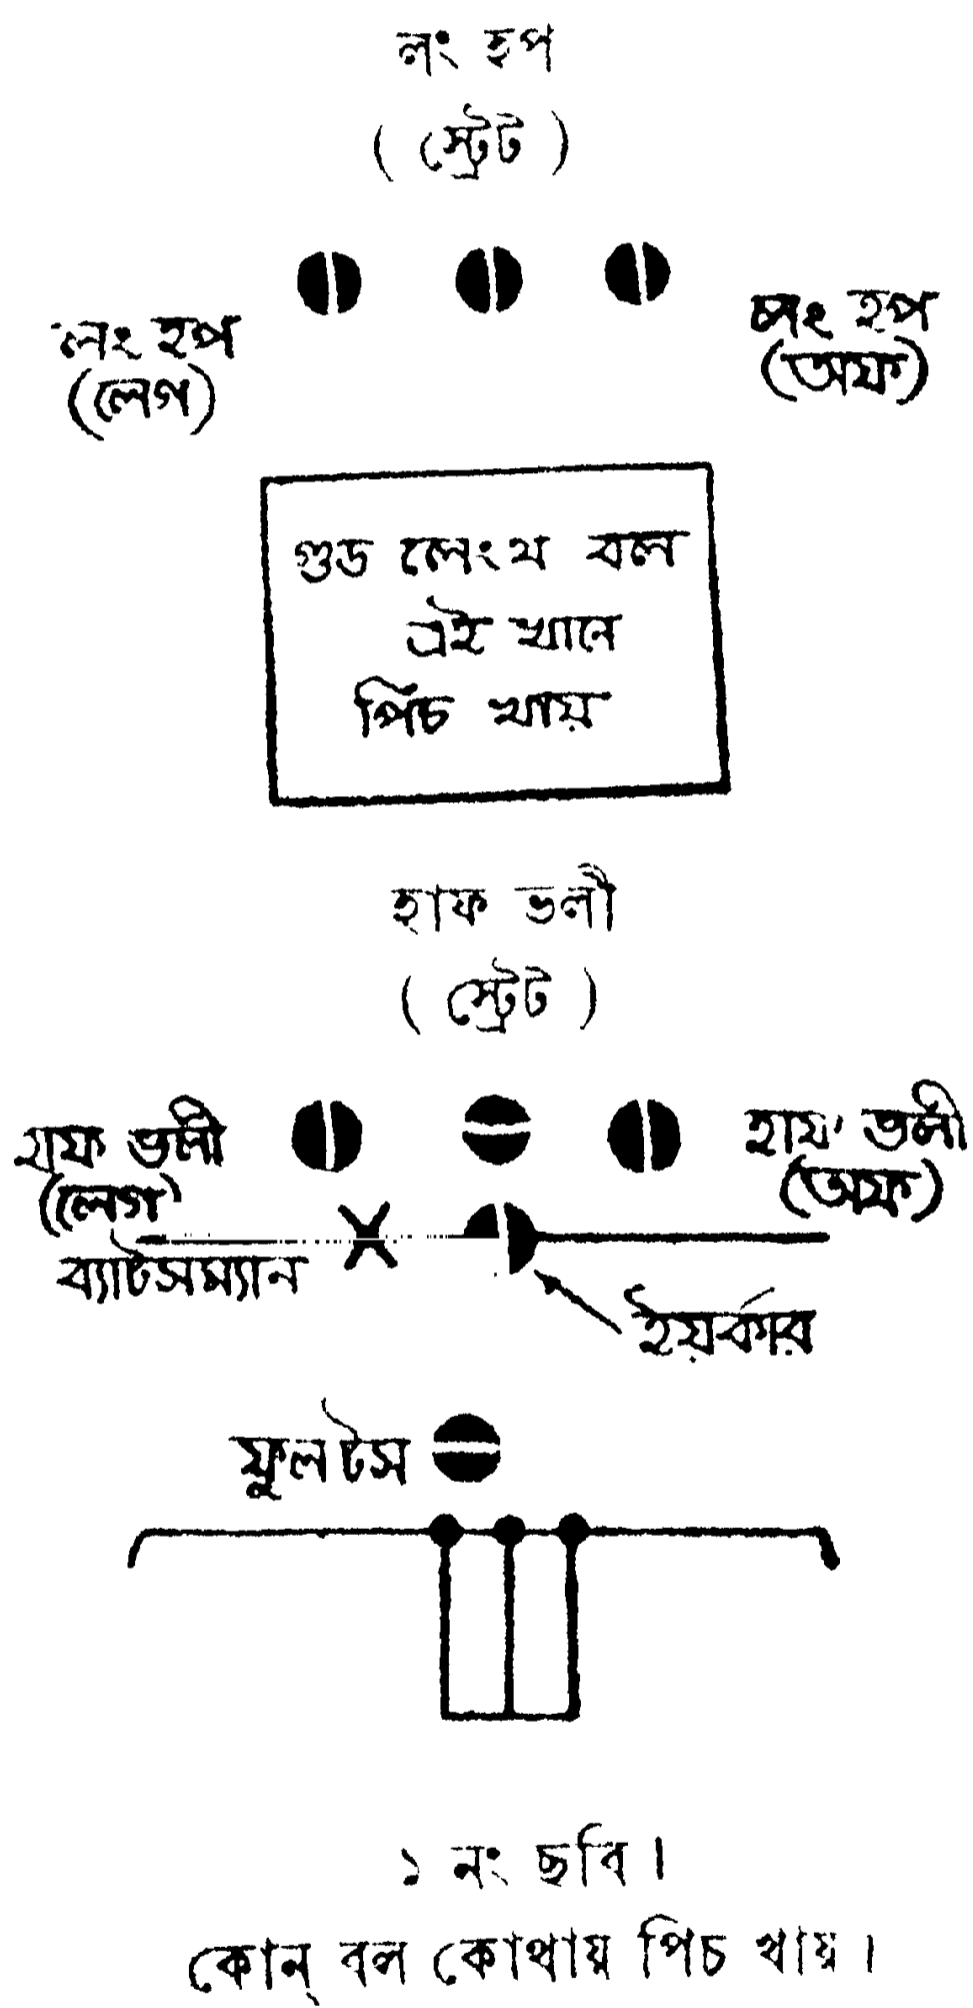 লং হপ
( স্ট্রেট )
লং হপ
(লেগ)
লং হপ
(অফ)
গুড লেংথ বল
এই খানে
পিচ খায়
হাফ ভলী
( স্ট্রেট )
হাফ ভলী
(লেগ)
হাফ ভলী
(অফ)
ব্যাটসম্যান
ইয়র্কার
ফুলটস
১ নং ছবি।
কোন্ বল কোথায় পিচ খায়।